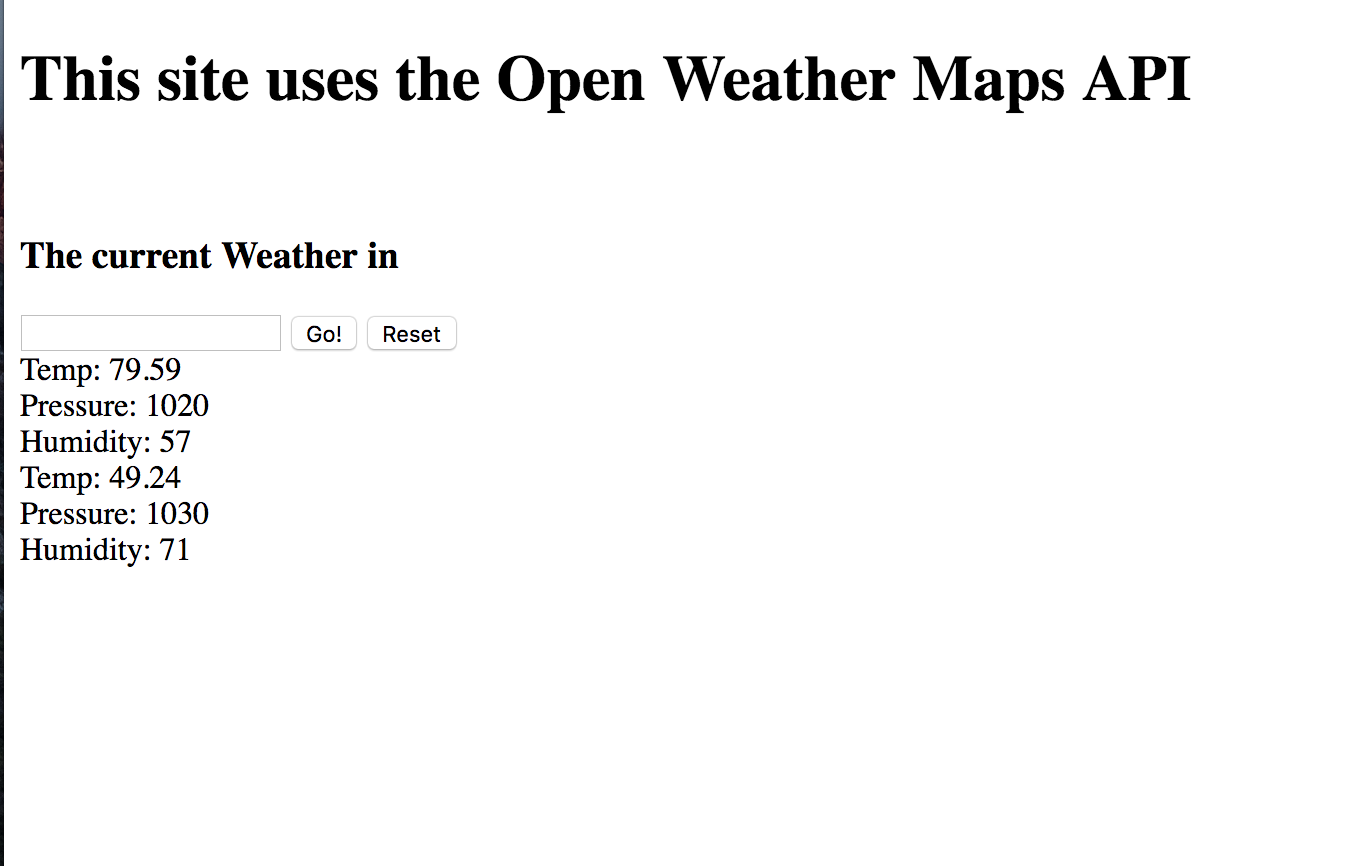 This site uses the Open Weather Maps API
The current Weather in
Go! Reset
Temp: 79.59
Pressure: 1020
Humidity: 57
Temp: 49.24
Pressure: 1030
Humidity: 71